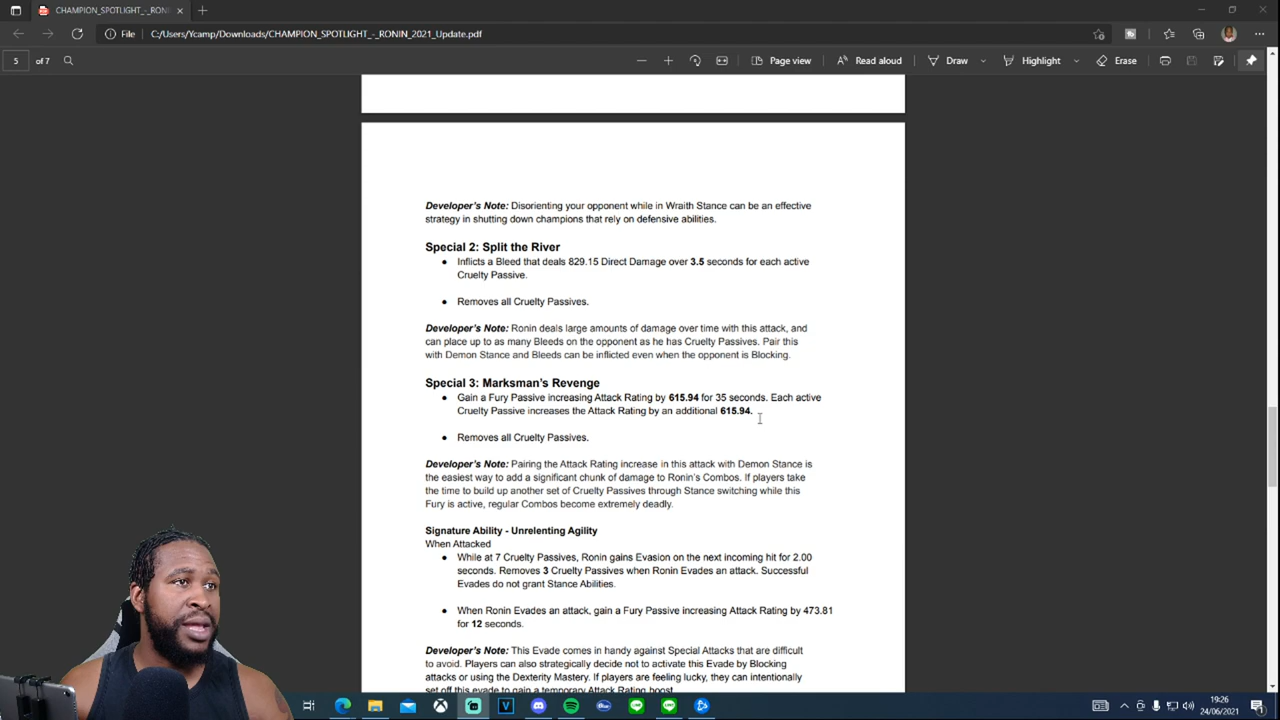 CHAMPION_SPOTLIGHT_-_RONI
File C:/Users/Ycamp/Downloads/CHAMPION_SPOTLIGHT_-_RONIN_2021_Update.pdf
5 of 7 Page view Read aloud Draw Highlight Erase
Developer's Note: Disorienting your opponent while in Wraith Stance can be an effective
strategy in shutting down champions that rely on defensive abilities.
Special 2: Split the River
Inflicts a Bleed that deals 829.15 Direct Damage over 3.5 seconds for each active
Cruelty Passive.
Removes all Cruelty Passives.
Developer's Note: Ronin deals large amounts of damage over time with this attack, and
can place up to as many Bleeds on the opponent as he has Cruelty Passives. Pair this
with Demon Stance and Bleeds can be inflicted even when the opponent is Blocking.
Special 3: Marksman's Revenge
Gain a Fury Passive increasing Attack Rating by 615.94 for 35 seconds. Each active
Cruelty Passive increases the Attack Rating by an additional 615.94.
Removes all Cruelty Passives.
Developer's Note: Pairing the Attack Rating increase in this attack with Demon Stance is
the easiest way to add a significant chunk of damage to Ronin's Combos. If players take
the time to build up another set of Cruelty Passives through Stance switching while this
Fury is active, regular Combos become extremely deadly.
Signature Ability - Unrelenting Agility
When Attacked
While at 7 Cruelty Passives, Ronin gains Evasion on the next incoming hit for 2.00
seconds. Removes 3 Cruelty Passives when Ronin Evades an attack. Successful
Evades do not grant Stance Abilities.
When Ronin Evades an attack, gain a Fury Passive increasing Attack Rating by 473.81
for 12 seconds.
Developer's Note: This Evade comes in handy against Special Attacks that are difficult
to avoid. Players can also strategically decide not to activate this Evade by Blocking
attacks or using the Dexterity Mastery. If players are feeling lucky, they can intentionally
set off this evade to gain a temporary Attack Rating boost.
19:26
24/06/2021